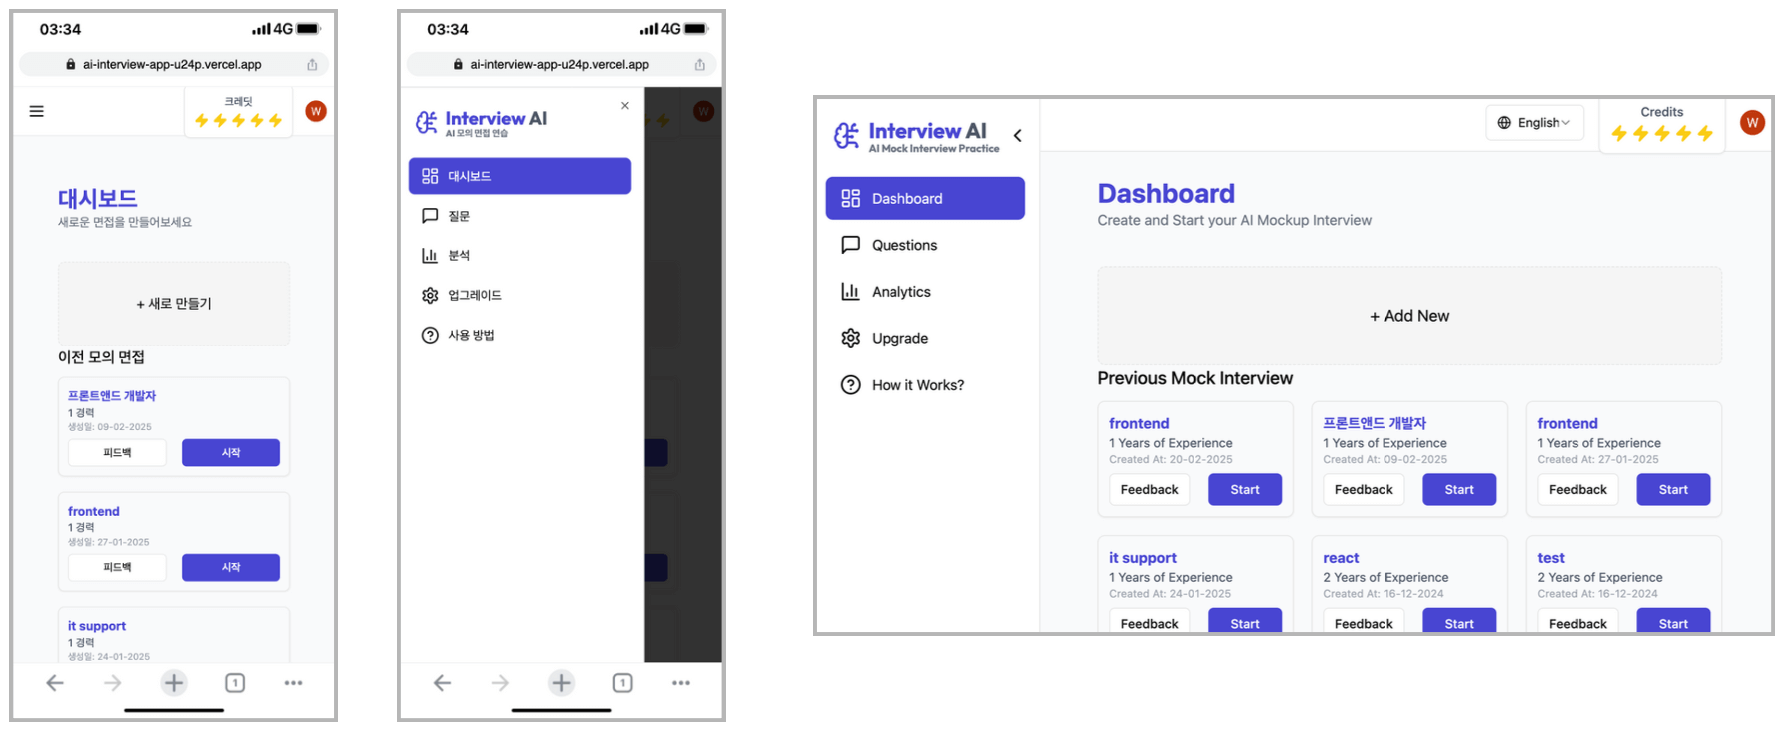 03:34
4G
ai-interview-app-u24p.vercel.app
크레딧
W
대시보드
새로운 면접을 만들어보세요
+ 새로 만들기
이전 모의 면접
프론트앤드 개발자
1 경력
생성일: 09-02-2025
피드백
시작
frontend
1 경력
생성일: 27-01-2025
피드백
시작
it support
1 경력
생성일: 24-01-2025
1
03:34
4G
ai-interview-app-u24p.vercel.app
Interview AI
AI 모의 면접 연습
W
대시보드
질문
분석
업그레이드
사용 방법
1
Interview AI
AI Mock Interview Practice
Dashboard
Questions
Analytics
Upgrade
How it Works?
English
Credits
W
Dashboard
Create and Start your AI Mockup Interview
+ Add New
Previous Mock Interview
frontend
1 Years of Experience
Created At: 20-02-2025
Feedback
Start
프론트앤드 개발자
1 Years of Experience
Created At: 09-02-2025
Feedback
Start
frontend
1 Years of Experience
Created At: 27-01-2025
Feedback
Start
it support
1 Years of Experience
Created At: 24-01-2025
Feedback
Start
react
2 Years of Experience
Created At: 16-12-2024
Feedback
Start
test
2 Years of Experience
Created At: 16-12-2024
Feedback
Start